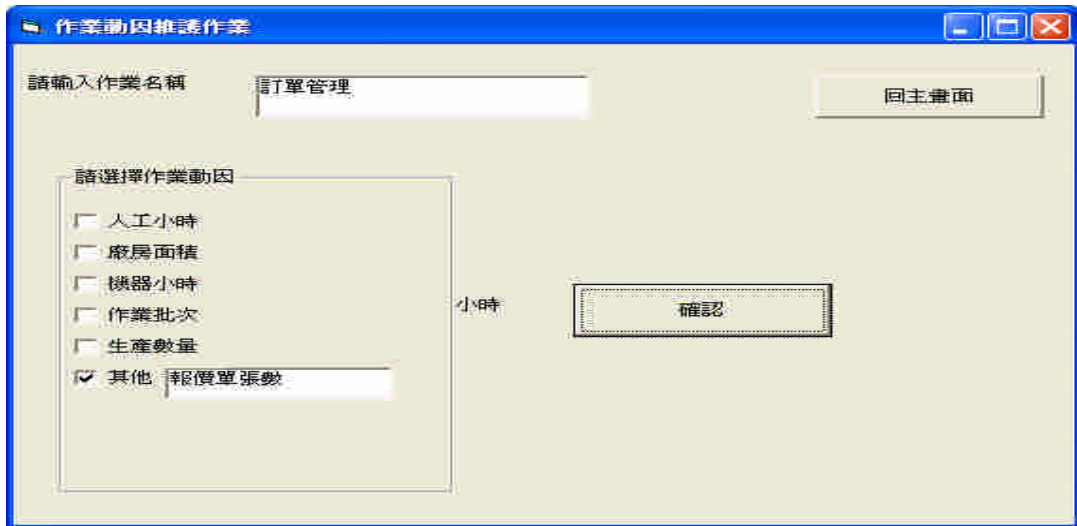 作業動因維護作業
請輸入作業名稱
訂單管理
回主畫面
請選擇作業動因
人工小時
廠房面積
機器小時
小時
確認
作業批次
生產數量
其他 報價單張數